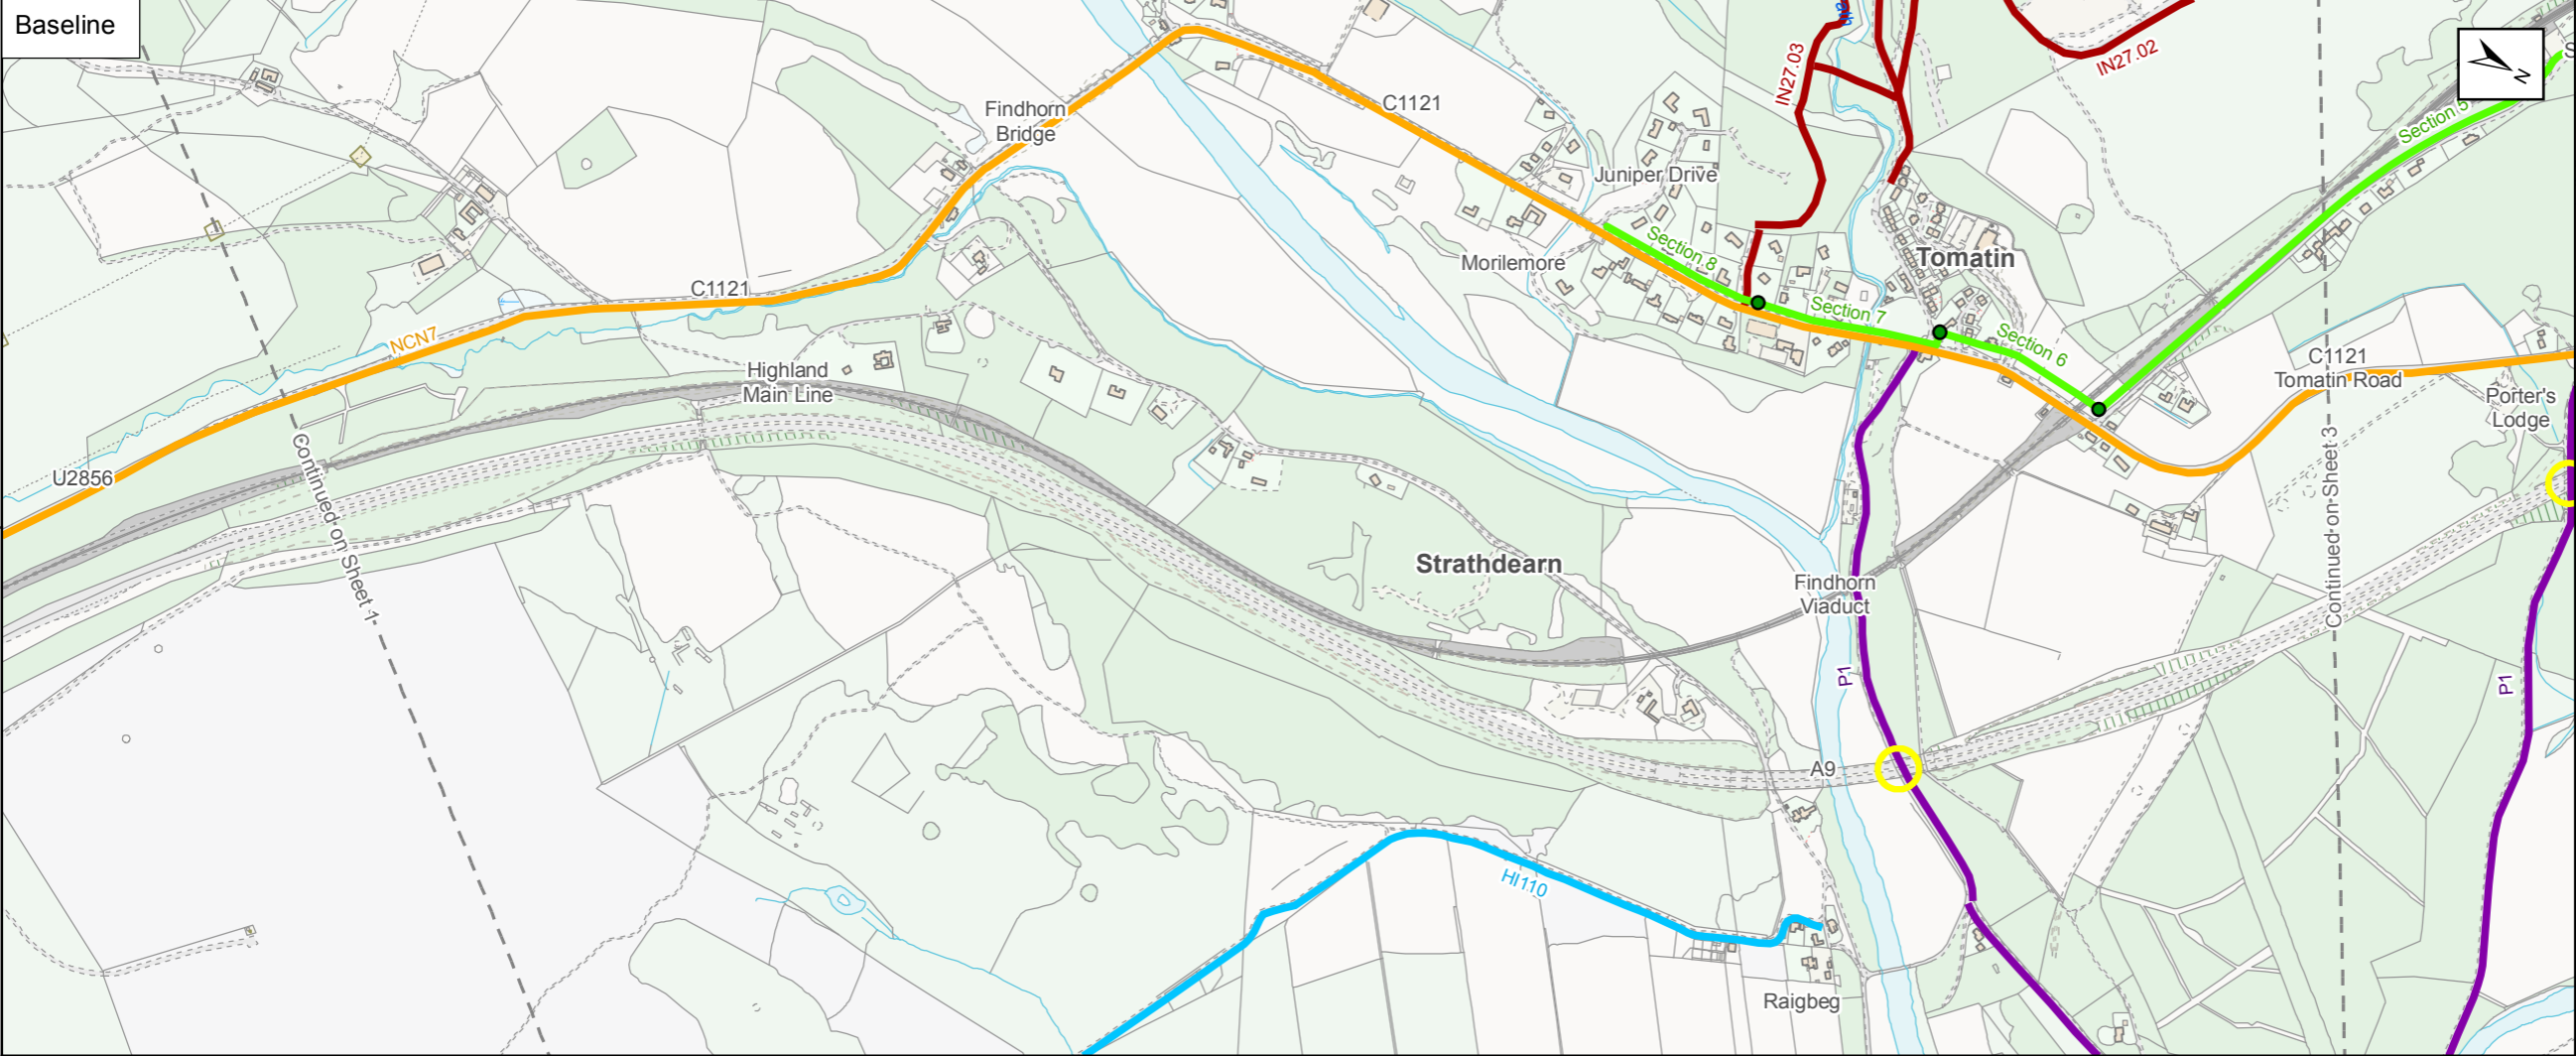 Baseline
ath
IN27.03
IN27.02
N
S
Section 5
Findhorn
Bridge
C1121
Juniper Drive
Section 8
Morilemore
Tomatin
Section 7
Section 6
C1121
NCN7
C1121
Tomatin Road
Highland
Main Line
Porter's
Lodge
U2856
Continued on Sheet 1
Continued on Sheet 3
Strathdearn
Findhorn
Viaduct
P1
P1
A9
HI110
Raigbeg